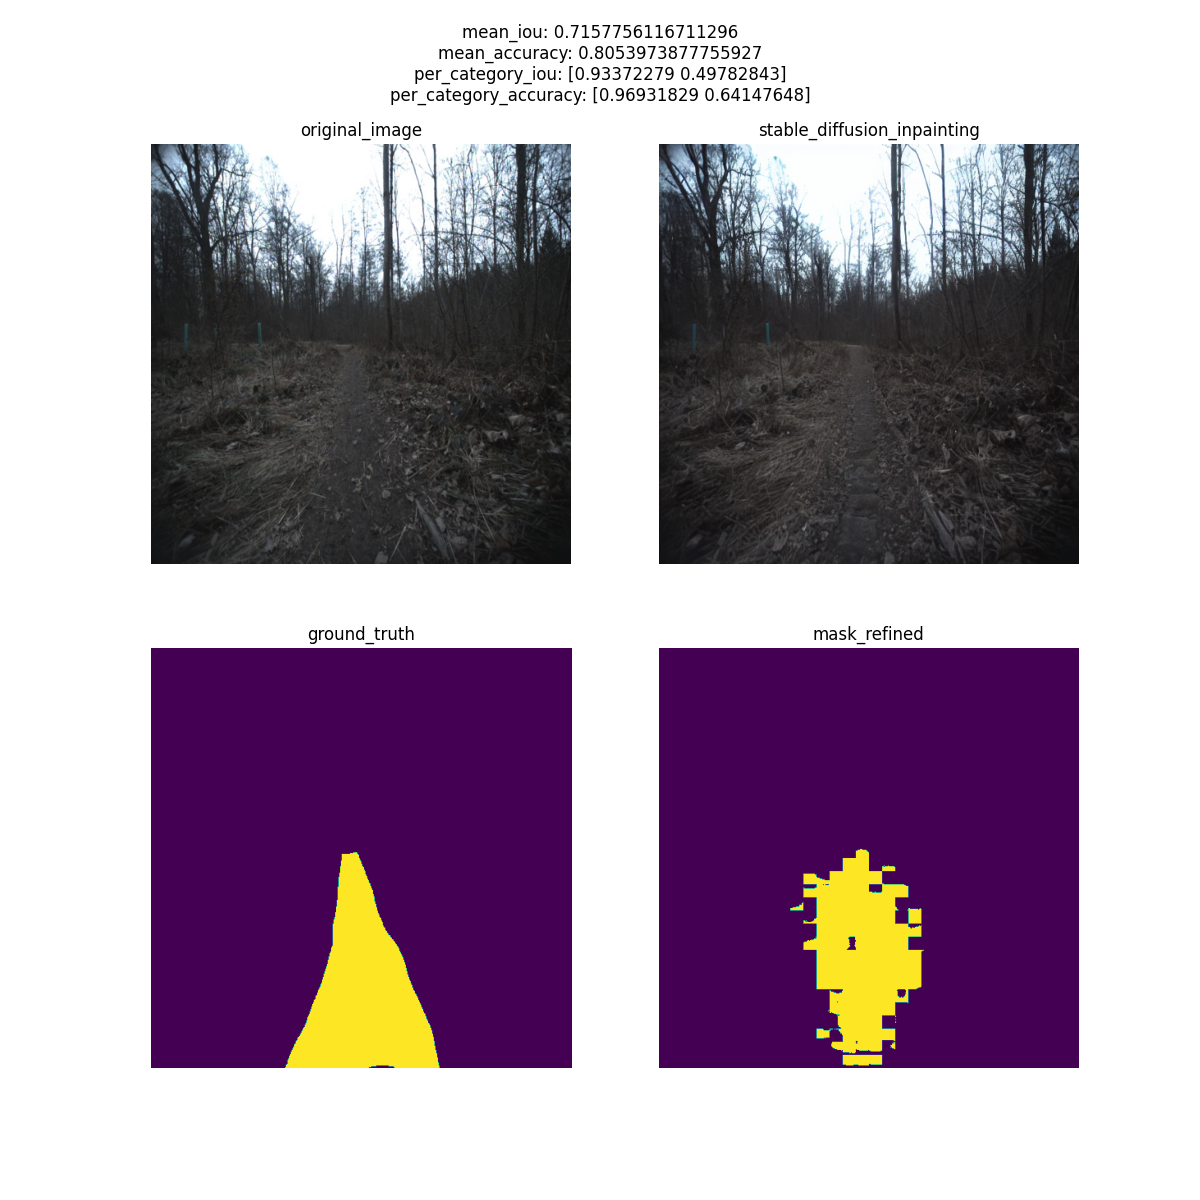 mean_iou: 0.7157756116711296
mean_accuracy: 0.8053973877755927
per_category_iou: [0.93372279 0.49782843]
per_category_accuracy: [0.96931829 0.64147648]
original_image
stable_diffusion_inpainting
ground_truth
mask_refined